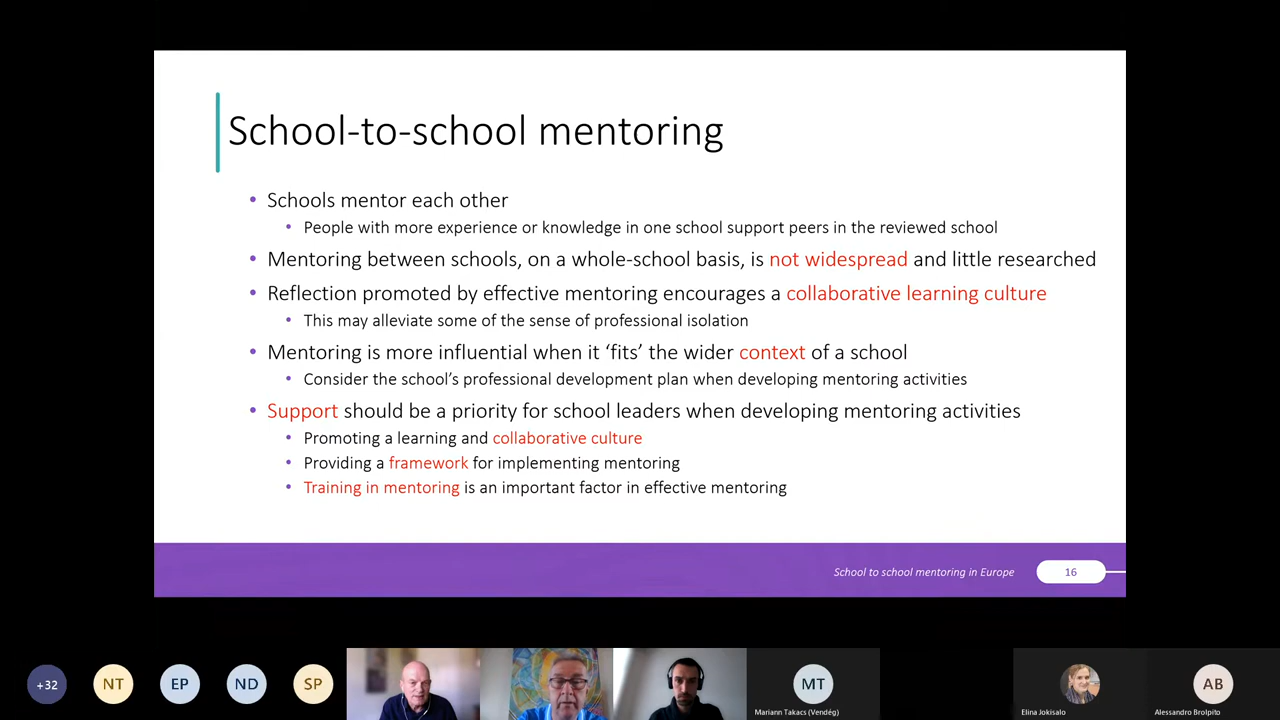 School-to-school mentoring
• Schools mentor each other
• People with more experience or knowledge in one school support peers in the reviewed school
• Mentoring between schools, on a whole-school basis, is not widespread and little researched
• Reflection promoted by effective mentoring encourages a collaborative learning culture
• This may alleviate some of the sense of professional isolation
• Mentoring is more influential when it ‘fits’ the wider context of a school
• Consider the school’s professional development plan when developing mentoring activities
• Support should be a priority for school leaders when developing mentoring activities
• Promoting a learning and collaborative culture
• Providing a framework for implementing mentoring
• Training in mentoring is an important factor in effective mentoring
School to school mentoring in Europe
16
+32
NT
EP
ND
SP
MT
Mariann Takacs (Vendég)
Elina Jokisalo
AB
Alessandro Brolpito